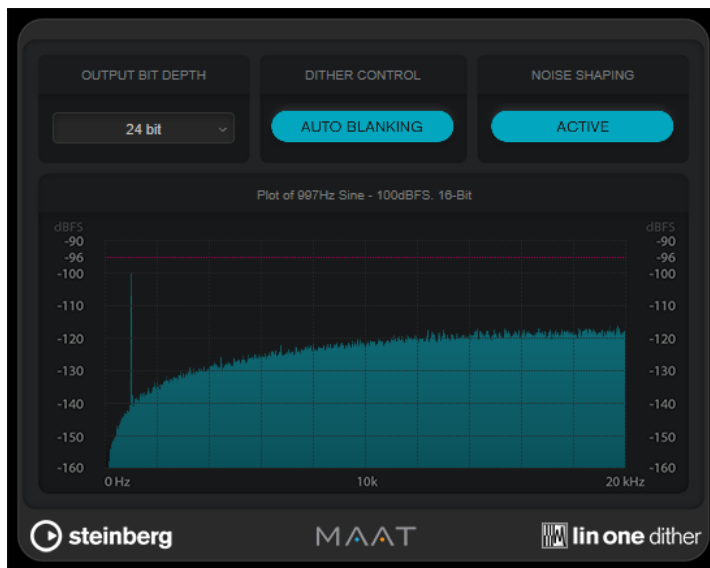 OUTPUT BIT DEPTH
DITHER CONTROL
NOISE SHAPING
24 bit
AUTO BLANKING
ACTIVE
Plot of 997Hz Sine - 100dBFS. 16-Bit
dBFS dBFS
-90 -90
-96 -96
-100 -100
-110 -110
-120 -120
-130 -130
-140 -140
-150 -150
-160 -160
0 Hz 10k 20 kHz
steinberg
MAAT
lin one dither